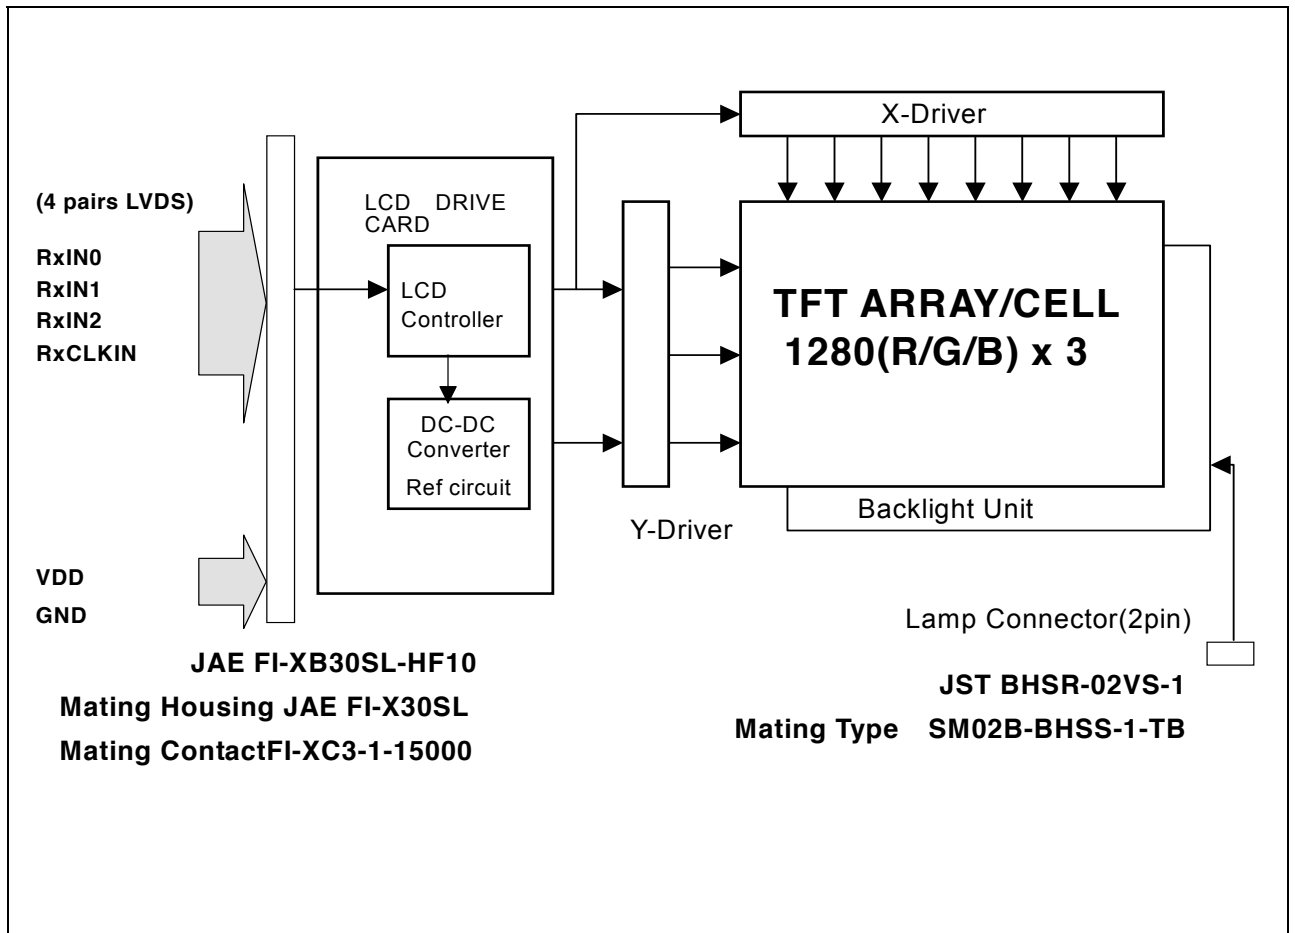 X-Driver
(4 pairs LVDS)
RxIN0
RxIN1
RxIN2
RxCLKIN
VDD
GND
LCD DRIVE
CARD
LCD
Controller
DC-DC
Converter
Ref circuit
Y-Driver
TFT ARRAY/CELL
1280(R/G/B) x 3
Backlight Unit
Lamp Connector(2pin)
JAE FI-XB30SL-HF10
Mating Housing JAE FI-X30SL
Mating ContactFI-XC3-1-15000
JST BHSR-02VS-1
Mating Type SM02B-BHSS-1-TB